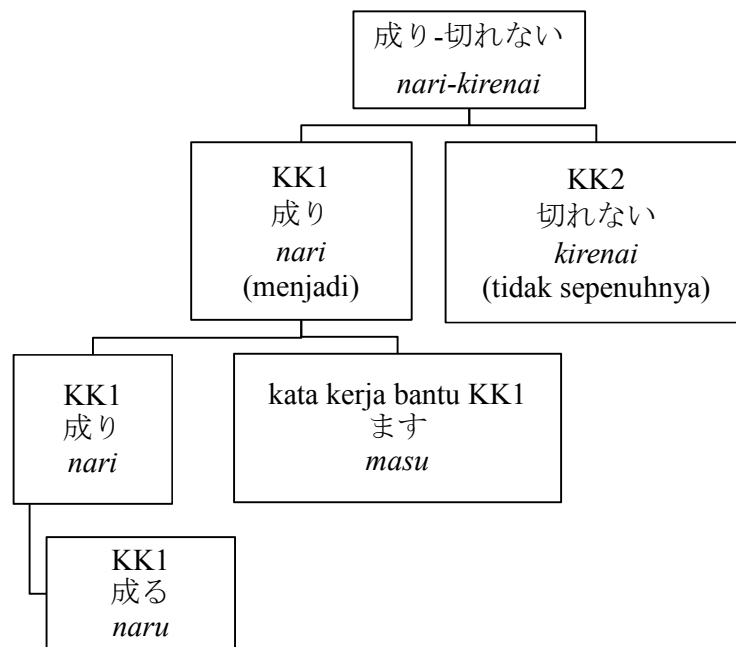 成り-切れない
nari-kirenai
KK1
成り
nari
(menjadi)
KK2
切れない
kirenai
(tidak sepenuhnya)
KK1
成り
nari
kata kerja bantu KK1
ます
masu
KK1
成る
naru